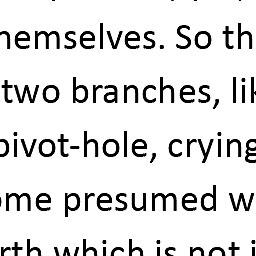 hemselves. So th
two branches, lik
pivot-hole, crying
ome presumed w
rth which is not i